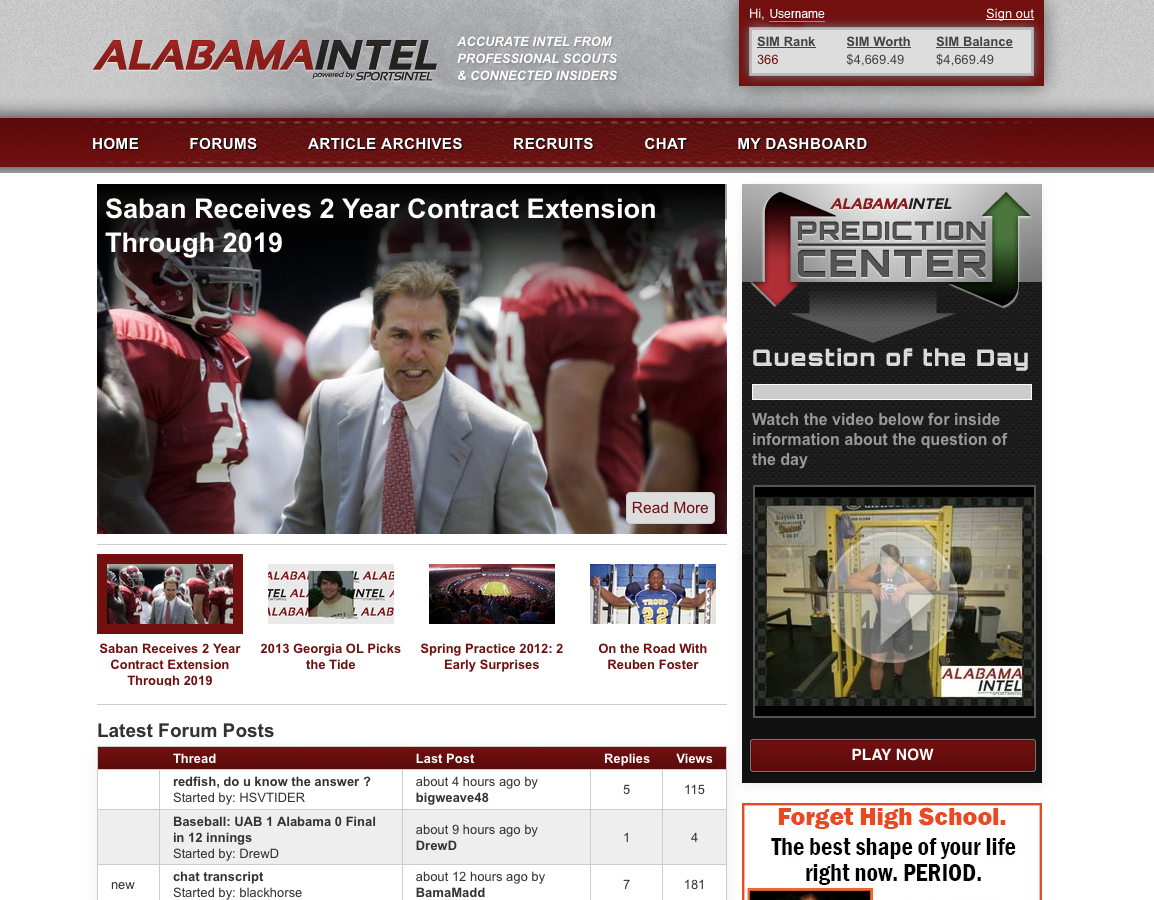 ALABAMAINTEL
powered by SPORTSINTEL
ACCURATE INTEL FROM
PROFESSIONAL SCOUTS
& CONNECTED INSIDERS
Hi, Username
Sign out
SIM Rank SIM Worth SIM Balance
366 $4,669.49 $4,669.49
HOME FORUMS ARTICLE ARCHIVES RECRUITS CHAT MY DASHBOARD
Saban Receives 2 Year Contract Extension
Through 2019
Read More
Saban Receives 2 Year
Contract Extension
Through 2019
2013 Georgia OL Picks
the Tide
Spring Practice 2012: 2
Early Surprises
TROUP
22
On the Road With
Reuben Foster
Latest Forum Posts
Thread Last Post Replies Views
redfish, do u know the answer ?
Started by: HSVTIDER
about 4 hours ago by
bigweave48
5
115
Baseball: UAB 1 Alabama 0 Final
in 12 innings
Started by: DrewD
about 9 hours ago by
DrewD
1
4
new
chat transcript
Started by: blackhorse
about 12 hours ago by
BamaMadd
7
181
ALABAMAINTEL
PREDICTION
CENTER
Question of the Day
Watch the video below for inside
information about the question of
the day
ALABAMA
INTEL
PLAY NOW
Forget High School.
The best shape of your life
right now. PERIOD.